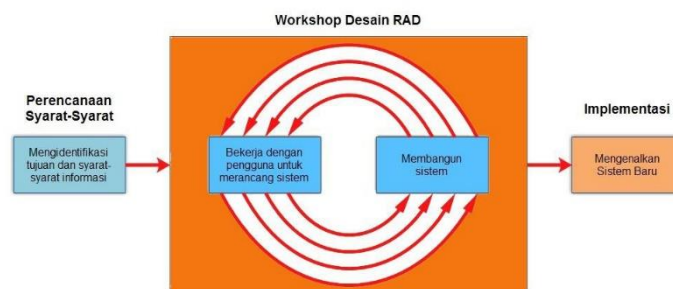 Workshop Desain RAD
Perencanaan
Syarat-Syarat
Mengidentifikasi
tujuan dan syarat-
syarat informasi
Bekerja dengan
pengguna untuk
merancang sistem
Membangun
sistem
Implementasi
Mengenalkan
Sistem Baru